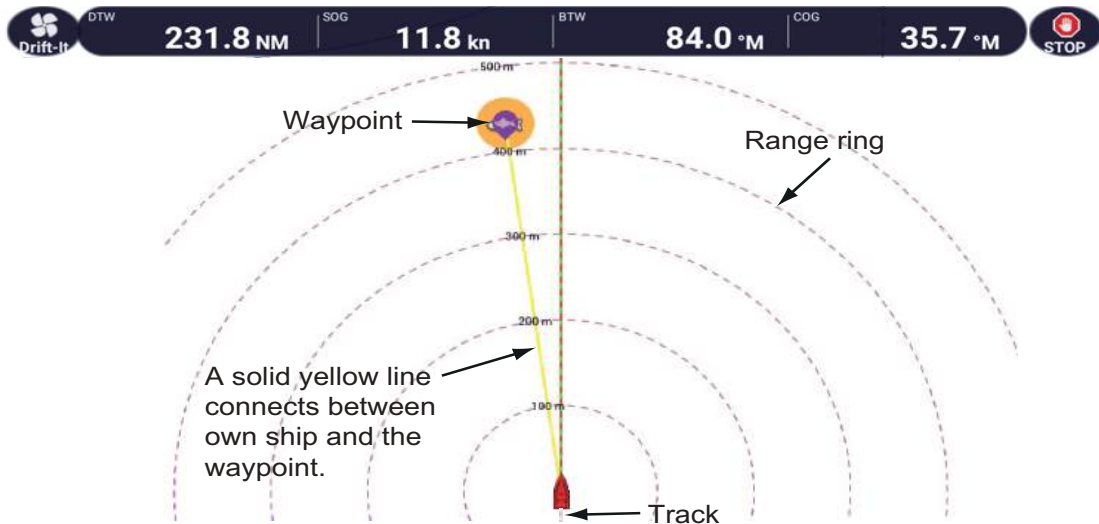 DTW SOG BTW COG
Drift-It 231.8 NM 11.8 kn 84.0 °M 35.7 °M STOP
500 m
Waypoint
400 m
Range ring
300 m
200 m
A solid yellow line
connects between
own ship and the
waypoint.
100 m
Track